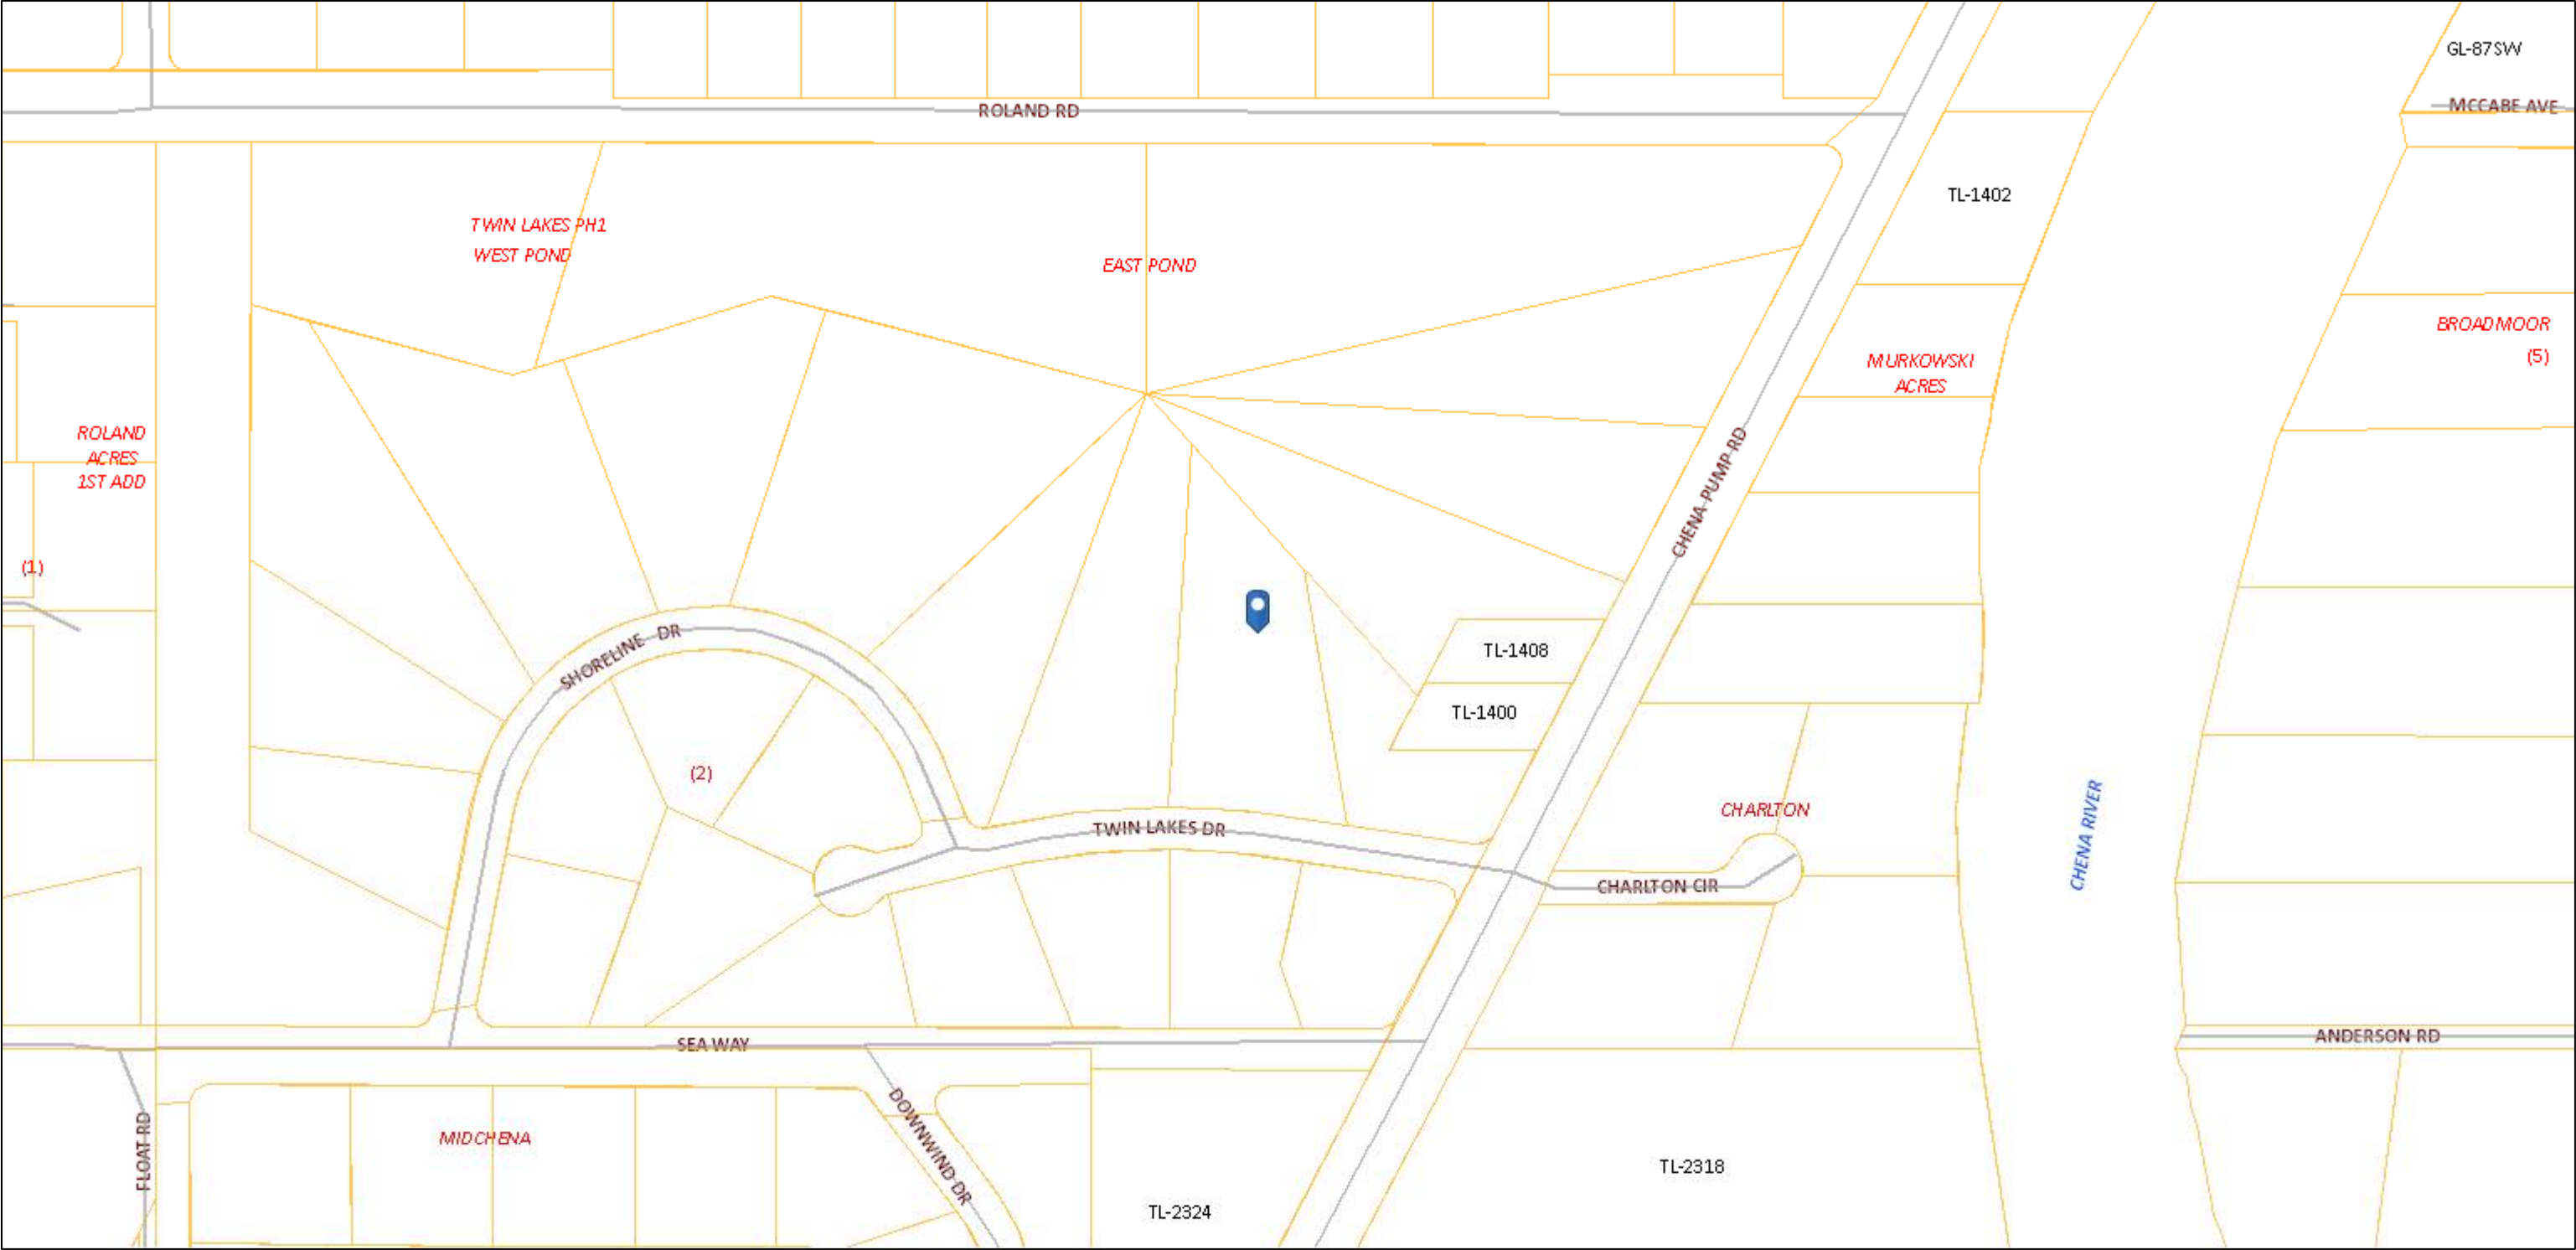 GL-87SW
MCCABE AVE
ROLAND RD
TL-1402
TWIN LAKES PH1
WEST POND
EAST POND
BROADMOOR
(5)
MURKOWSKI
ACRES
ROLAND
ACRES
1ST ADD
CHENA PUMP RD
(1)
SHORELINE DR
TL-1408
TL-1400
(2)
CHARLTON
TWIN LAKES DR
CHENA RIVER
CHARLTON CIR
SEA WAY
ANDERSON RD
FLOAT RD
MIDCHENA
DOWNWIND DR
TL-2318
TL-2324